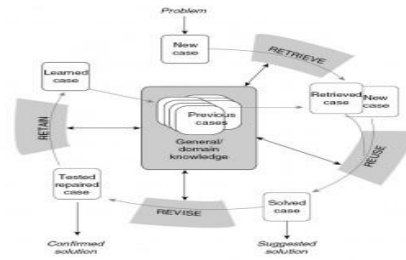 Problem
New
case
RETRIEVE
Learned
case
Retrieved
case
New
case
Previous
cases
General/
domain
knowledge
RETAIN
REUSE
Tested
repaired
case
REVISE
Solved
case
Confirmed
solution
Suggested
solution